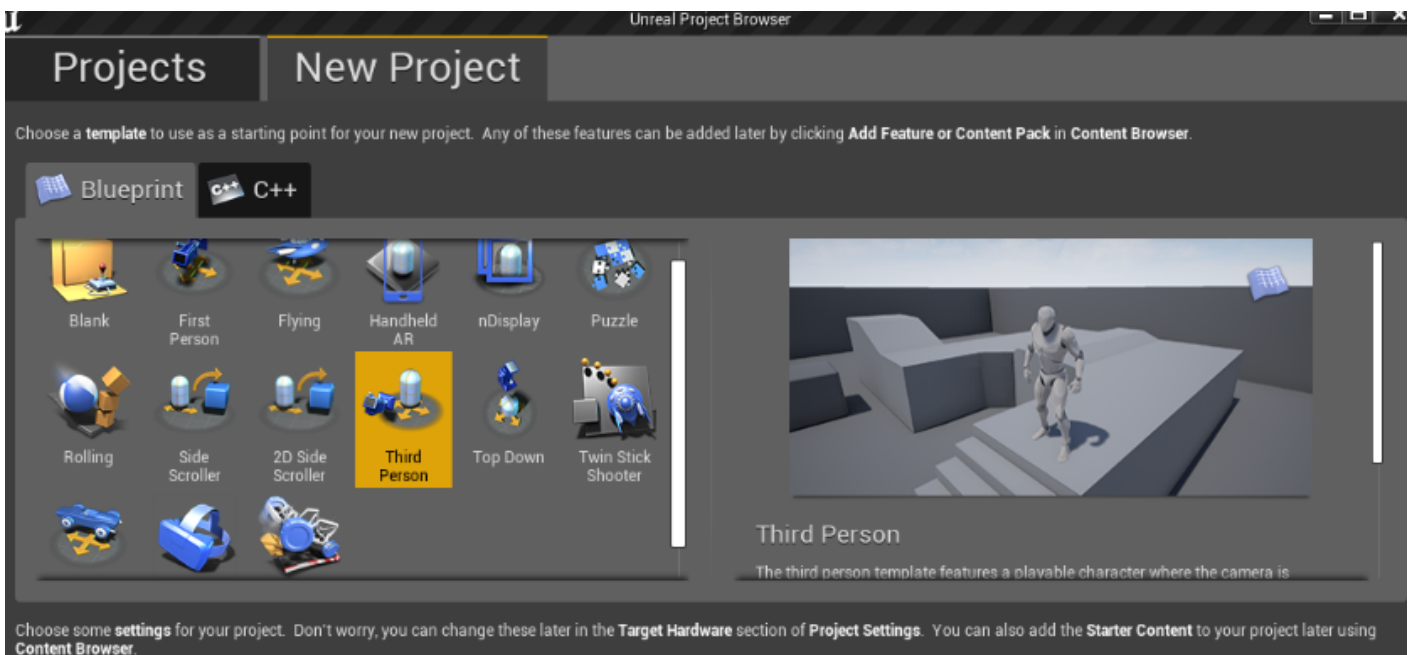 Unreal Project Browser
Projects
New Project
Choose a template to use as a starting point for your new project. Any of these features can be added later by clicking Add Feature or Content Pack in Content Browser.
Blueprint
C++
C++
Blank
First
Person
Flying
Handheld
AR
nDisplay
Puzzle
Rolling
Side
Scroller
2D Side
Scroller
Third
Person
Top Down
Twin Stick
Shooter
Third Person
The third person template features a playable character where the camera is
Choose some settings for your project. Don't worry, you can change these later in the Target Hardware section of Project Settings. You can also add the Starter Content to your project later using
Content Browser.